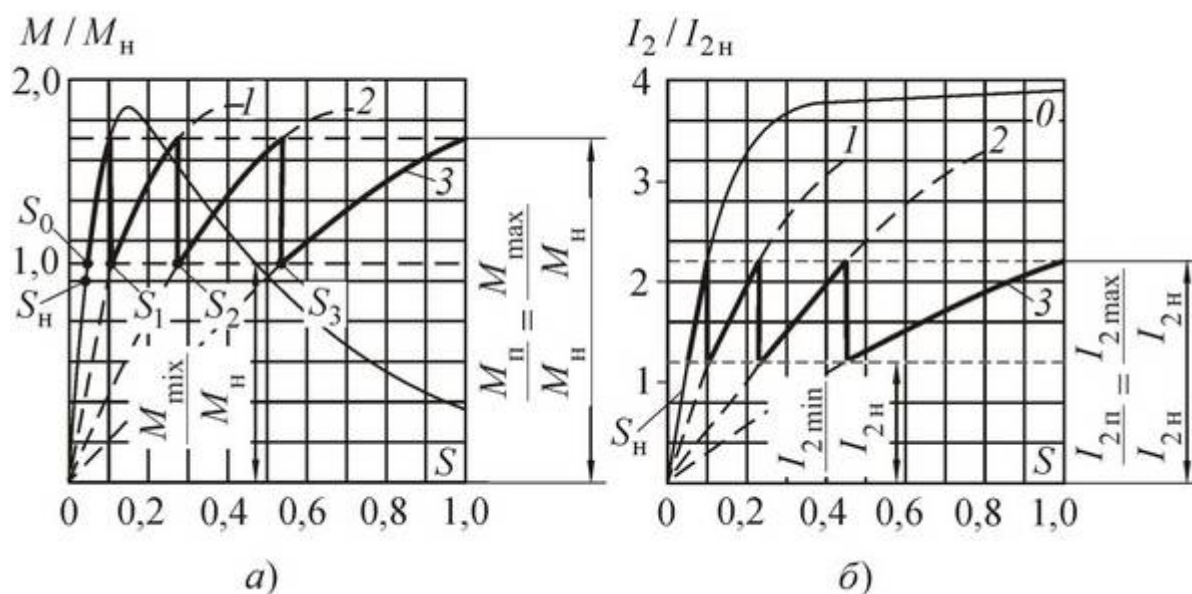 M / Mн
2,0
1
2
3
S0
1,0
Sн
S1
S2
S3
Mmix
Mн
Mп = Mmax
Mн Mн
S
0 0,2 0,4 0,6 0,8 1,0
а)
I2 / I2н
4
0
1
2
3
3
2
1
Sн
I2 min
I2н
I2п = I2 max
I2н I2н
S
0 0,2 0,4 0,6 0,8 1,0
б)